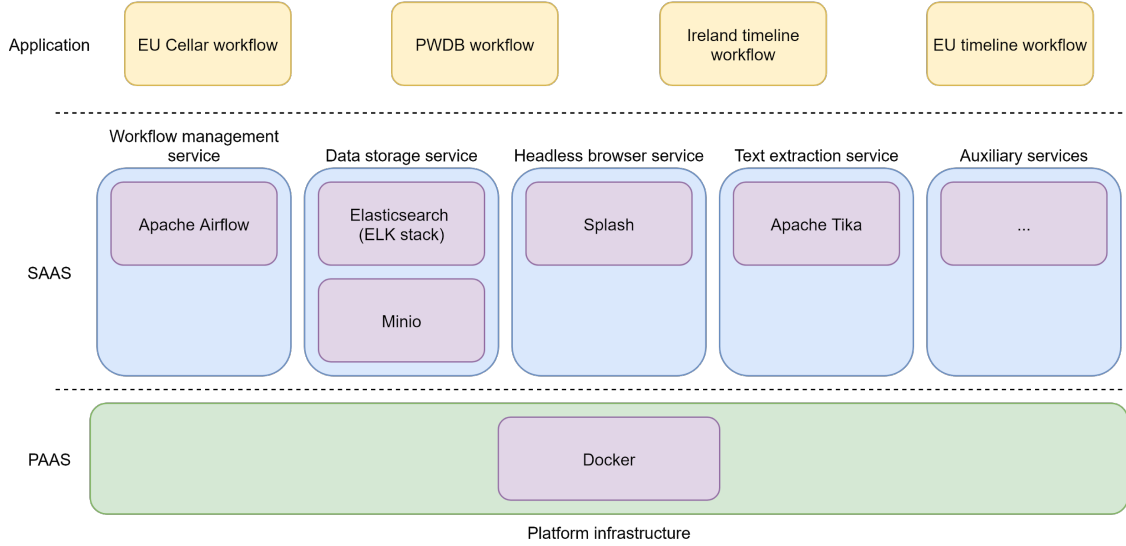 Application
EU Cellar workflow
PWDB workflow
Ireland timeline
workflow
EU timeline workflow
Workflow management
service
Data storage service
Headless browser service
Text extraction service
Auxiliary services
SAAS
Apache Airflow
Elasticsearch
(ELK stack)
Minio
Splash
Apache Tika
...
PAAS
Docker
Platform infrastructure